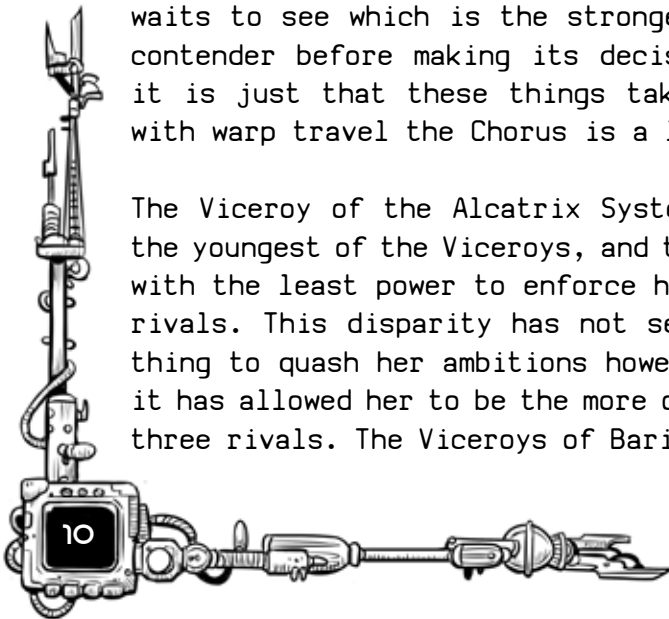 waits to see which is the stronge
contender before making its decis
it is just that these things tak
with warp travel the Chorus is a
The Viceroy of the Alcatrix Syst
the youngest of the Viceroys, and
with the least power to enforce h
rivals. This disparity has not se
thing to quash her ambitions howe
it has allowed her to be the more
three rivals. The Viceroys of Bari
10